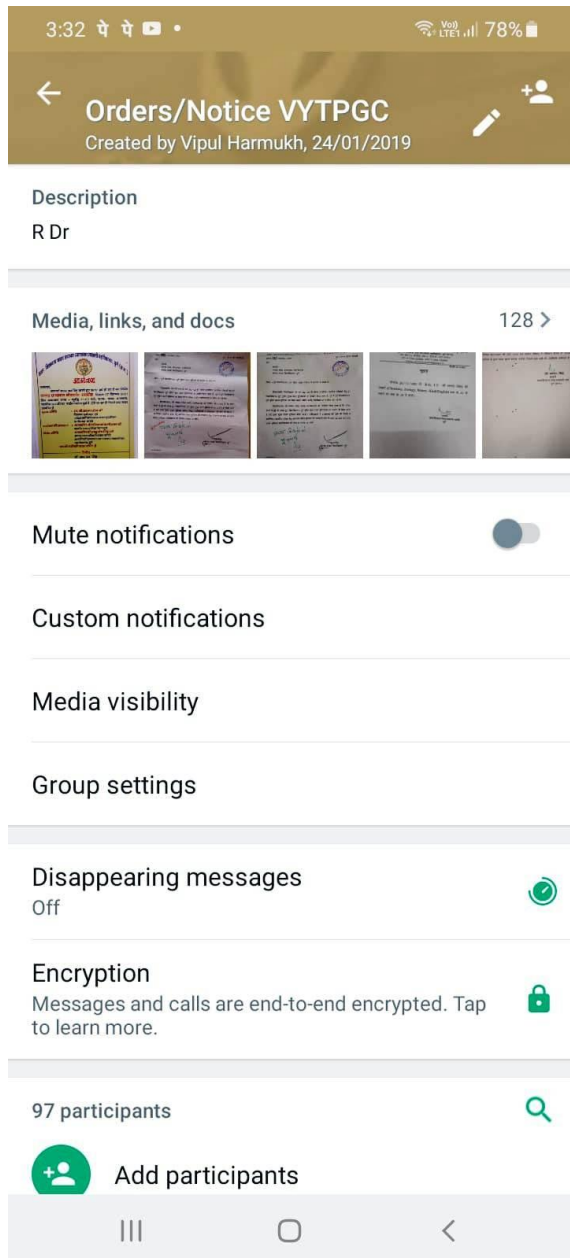 3:32 पे पे Vo)) LTE1 78%
Orders/Notice VYTPGC
Created by Vipul Harmukh, 24/01/2019
Description
R Dr
Media, links, and docs 128 >
आमंत्रण
Mute notifications
Custom notifications
Media visibility
Group settings
Disappearing messages
Off
Encryption
Messages and calls are end-to-end encrypted. Tap
to learn more.
97 participants
Add participants